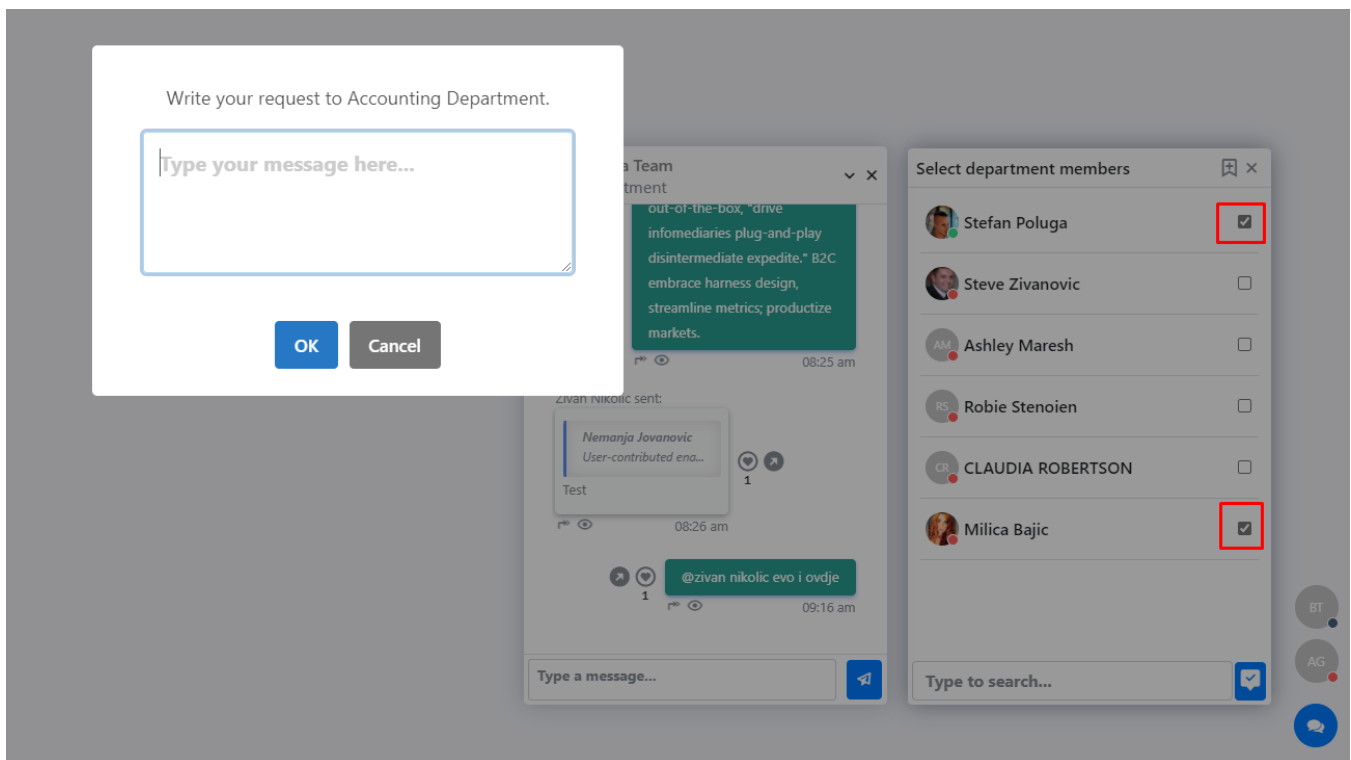 Write your request to Accounting Department.
Type your message here...
OK
Cancel
a Team
tment
out-of-the-box, "drive
infomediaries plug-and-play
disintermediate expedite." B2C
embrace harness design,
streamline metrics; productize
markets.
08:25 am
Zivan Nikolic sent:
Nemanja Jovanovic
User-contributed ena...
Test
1
08:26 am
@zivan nikolic evo i ovdje
1
09:16 am
Type a message...
Select department members
Stefan Poluga
Steve Zivanovic
AM Ashley Maresh
RS Robie Stenoien
CR CLAUDIA ROBERTSON
Milica Bajic
Type to search...
BT
AG